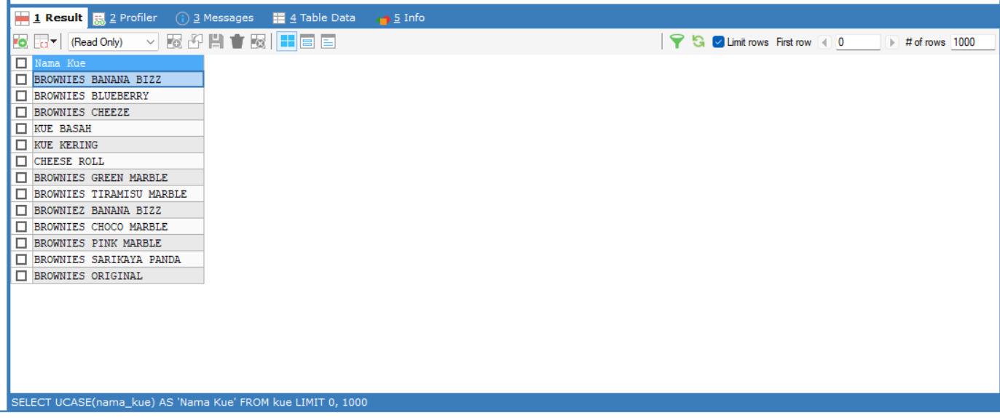 1 Result 2 Profiler 3 Messages 4 Table Data 5 Info
(Read Only) Limit rows First row 0 # of rows 1000
Nama Kue
BROWNIES BANANA BIZZ
BROWNIES BLUEBERRY
BROWNIES CHEEZE
KUE BASAH
KUE KERING
CHEESE ROLL
BROWNIES GREEN MARBLE
BROWNIES TIRAMISU MARBLE
BROWNIEZ BANANA BIZZ
BROWNIES CHOCO MARBLE
BROWNIES PINK MARBLE
BROWNIES SARIKAYA PANDA
BROWNIES ORIGINAL
SELECT UCASE(nama_kue) AS 'Nama Kue' FROM kue LIMIT 0, 1000